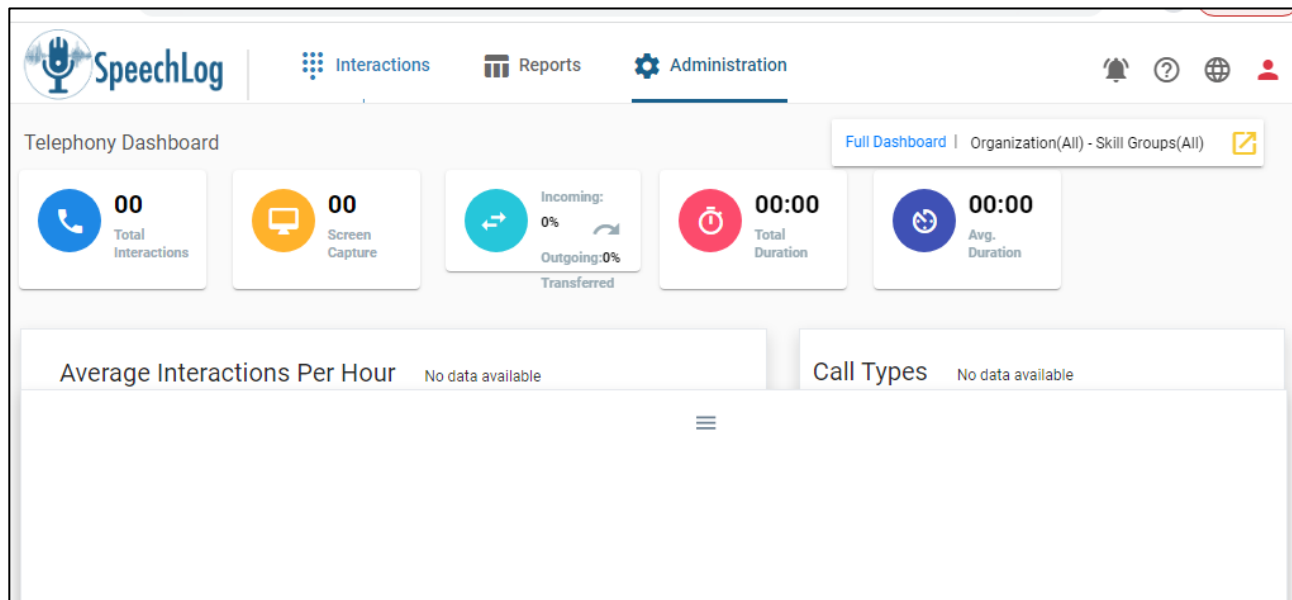 SpeechLog
Interactions
Reports
Administration
Telephony Dashboard
Full Dashboard | Organization(All) - Skill Groups(All)
00
Total
Interactions
00
Screen
Capture
Incoming:
0%
Outgoing:0%
Transferred
00:00
Total
Duration
00:00
Avg.
Duration
Average Interactions Per Hour No data available
Call Types No data available